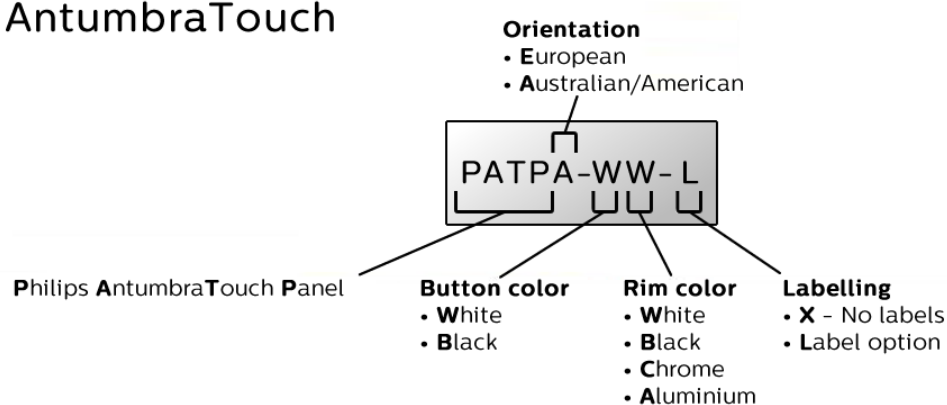 AntumbraTouch
Orientation
• European
• Australian/American
PATPA-WW-L
Philips AntumbraTouch Panel
Button color
• White
• Black
Rim color
• White
• Black
• Chrome
• Aluminium
Labelling
• X - No labels
• Label option